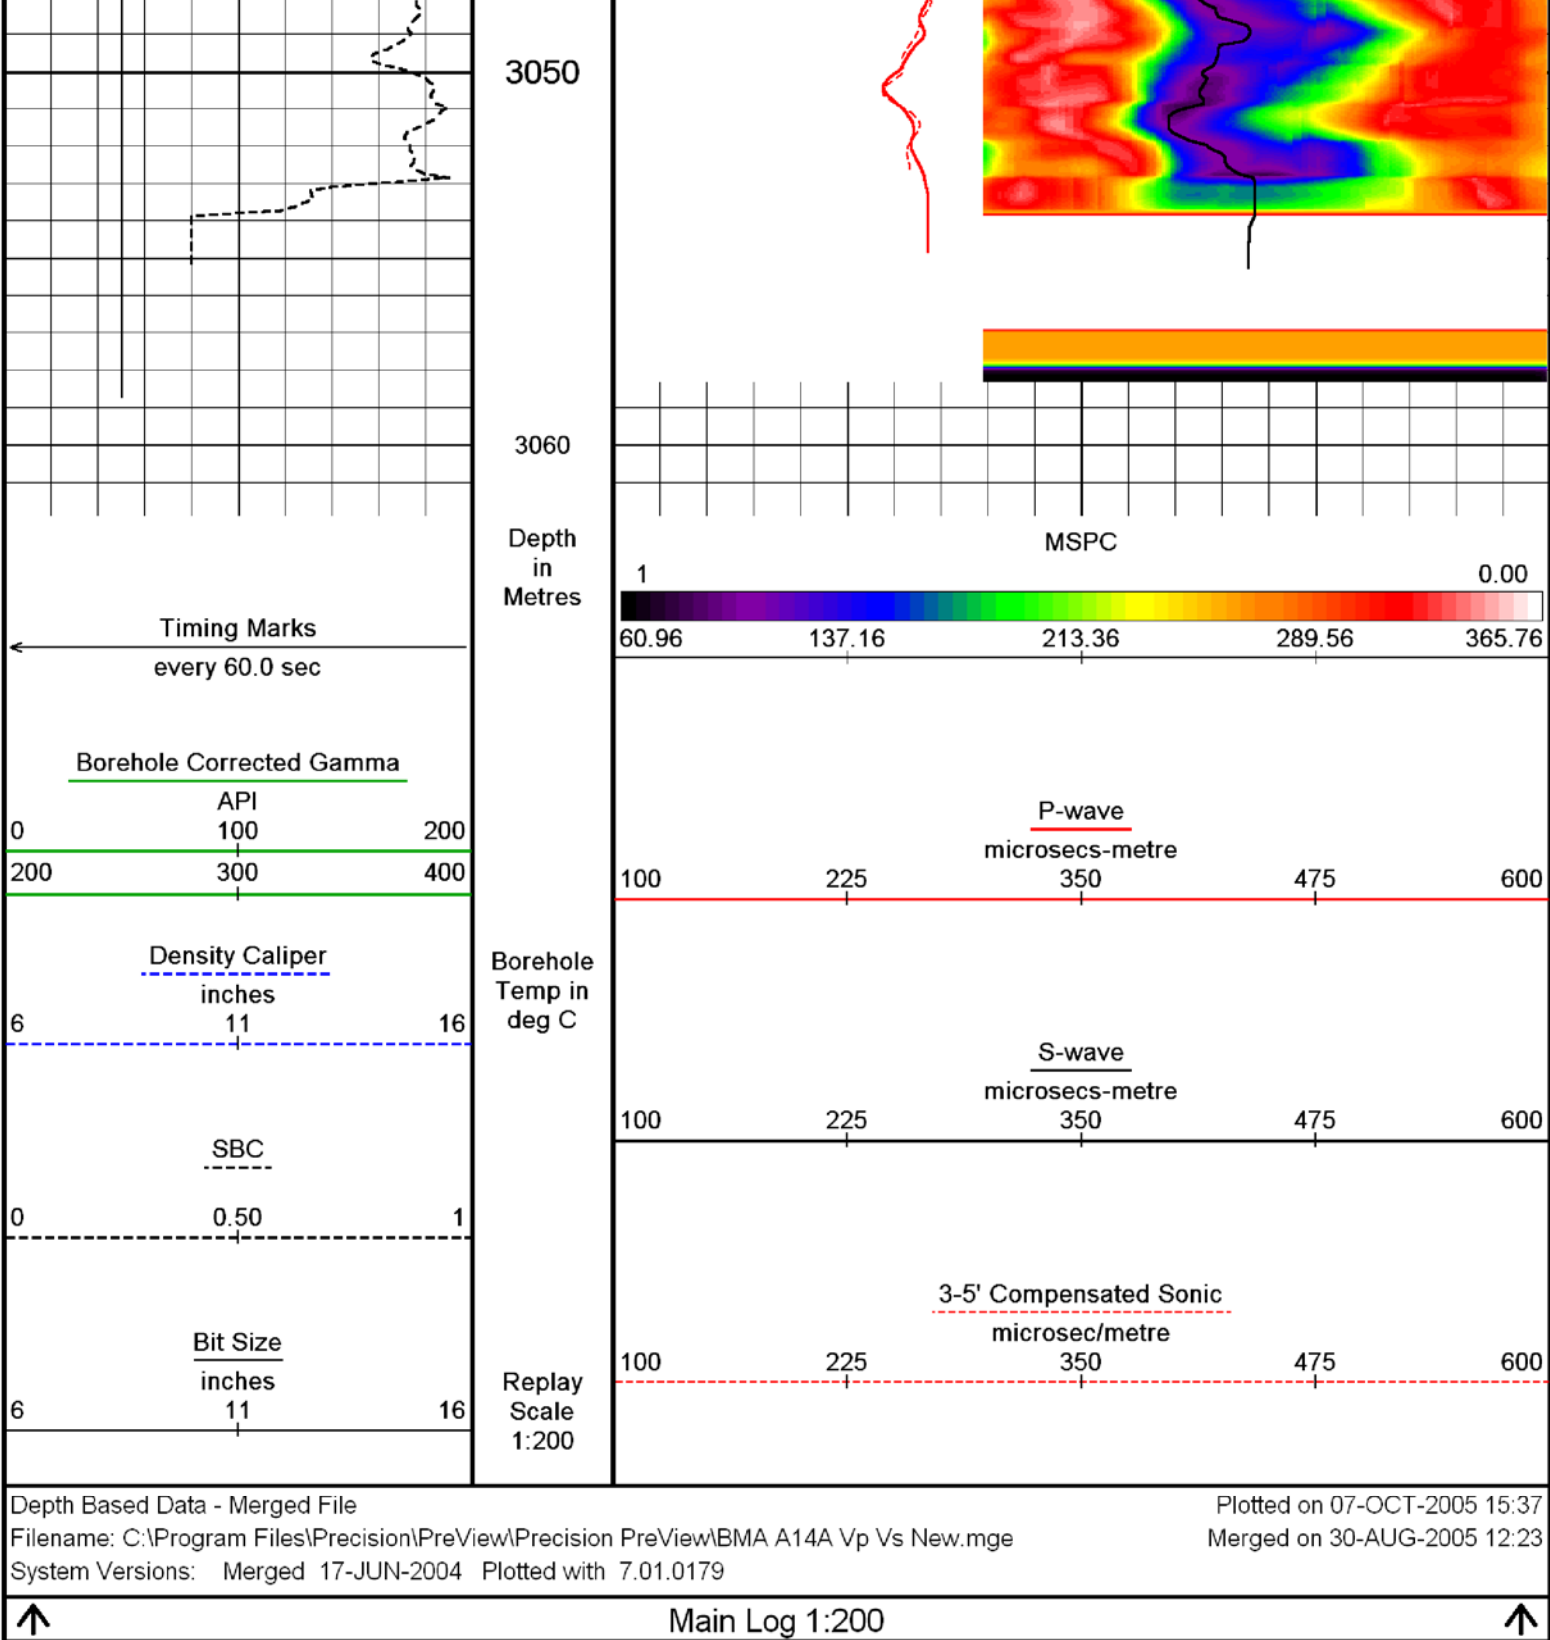 3050
3060
Depth
in
Metres
MSPC
1 0.00
60.96 137.16 213.36 289.56 365.76
Timing Marks
every 60.0 sec
Borehole Corrected Gamma
API
0 100 200
200 300 400
P-wave
microsecs-metre
100 225 350 475 600
Density Caliper
inches
6 11 16
Borehole
Temp in
deg C
S-wave
microsecs-metre
100 225 350 475 600
SBC
0 0.50 1
3-5' Compensated Sonic
microsec/metre
100 225 350 475 600
Bit Size
inches
6 11 16
Replay
Scale
1:200
Depth Based Data - Merged File Plotted on 07-OCT-2005 15:37
Filename: C:\Program Files\Precision\PreView\Precision PreView\BMA A14A Vp Vs New.mge Merged on 30-AUG-2005 12:23
System Versions: Merged 17-JUN-2004 Plotted with 7.01.0179
↑ Main Log 1:200 ↑